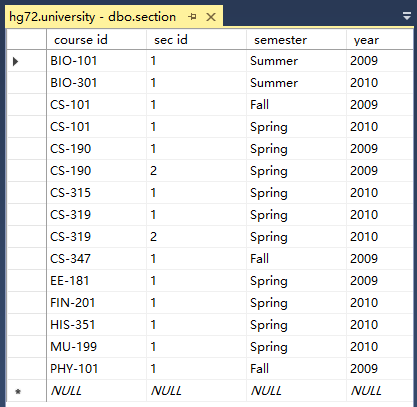 hg72.university - dbo.section
course id sec id semester year
BIO-101 1 Summer 2009
BIO-301 1 Summer 2010
CS-101 1 Fall 2009
CS-101 1 Spring 2010
CS-190 1 Spring 2009
CS-190 2 Spring 2009
CS-315 1 Spring 2010
CS-319 1 Spring 2010
CS-319 2 Spring 2010
CS-347 1 Fall 2009
EE-181 1 Spring 2009
FIN-201 1 Spring 2010
HIS-351 1 Spring 2010
MU-199 1 Spring 2010
PHY-101 1 Fall 2009
NULL NULL NULL NULL